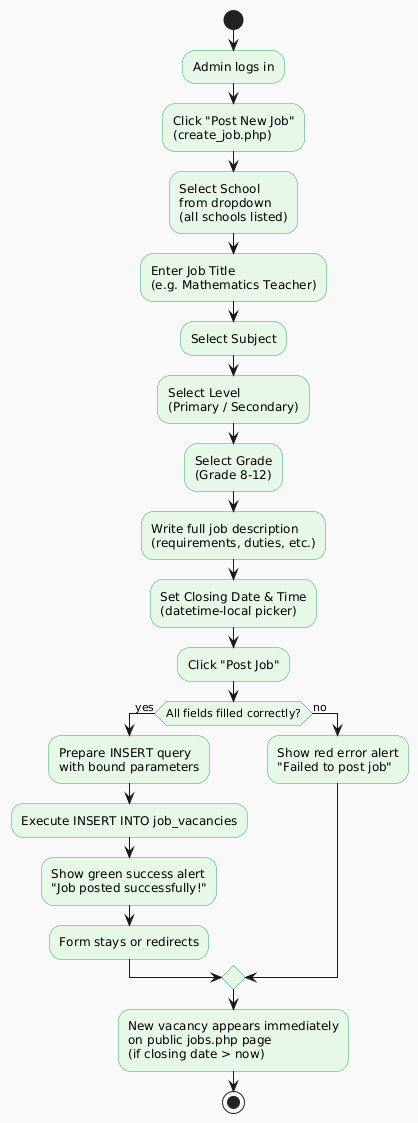 Admin logs in
Click "Post New Job"
(create_job.php)
Select School
from dropdown
(all schools listed)
Enter Job Title
(e.g. Mathematics Teacher)
Select Subject
Select Level
(Primary / Secondary)
Select Grade
(Grade 8-12)
Write full job description
(requirements, duties, etc.)
Set Closing Date & Time
(datetime-local picker)
Click "Post Job"
yes
All fields filled correctly?
no
Prepare INSERT query
with bound parameters
Show red error alert
"Failed to post job"
Execute INSERT INTO job_vacancies
Show green success alert
"Job posted successfully!"
Form stays or redirects
New vacancy appears immediately
on public jobs.php page
(if closing date > now)